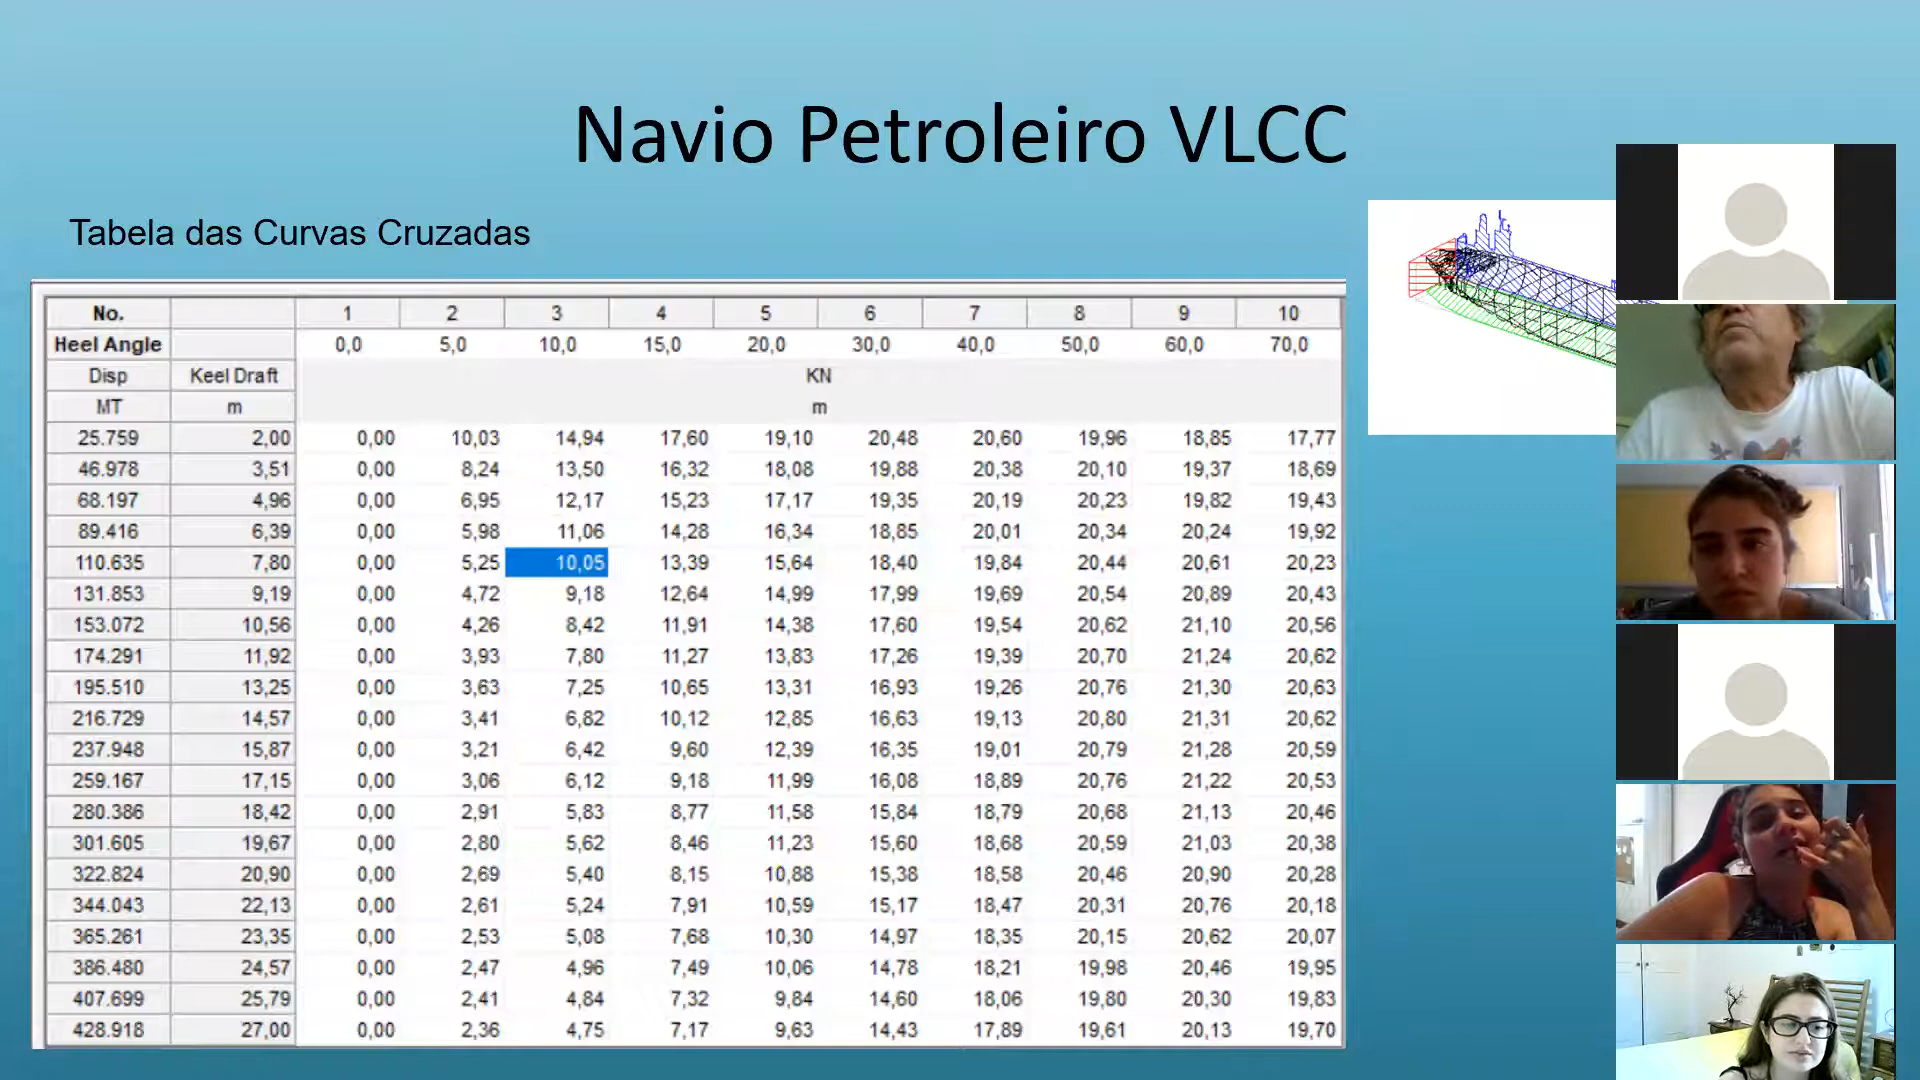 Navio Petroleiro VLCC
Tabela das Curvas Cruzadas
No. 1 2 3 4 5 6 7 8 9 10
Heel Angle 0,0 5,0 10,0 15,0 20,0 30,0 40,0 50,0 60,0 70,0
Disp Keel Draft KN
MT m m
25.759 2,00 0,00 10,03 14,94 17,60 19,10 20,48 20,60 19,96 18,85 17,77
46.978 3,51 0,00 8,24 13,50 16,32 18,08 19,88 20,38 20,10 19,37 18,69
68.197 4,96 0,00 6,95 12,17 15,23 17,17 19,35 20,19 20,23 19,82 19,43
89.416 6,39 0,00 5,98 11,06 14,28 16,34 18,85 20,01 20,34 20,24 19,92
110.635 7,80 0,00 5,25 10,05 13,39 15,64 18,40 19,84 20,44 20,61 20,23
131.853 9,19 0,00 4,72 9,18 12,64 14,99 17,99 19,69 20,54 20,89 20,43
153.072 10,56 0,00 4,26 8,42 11,91 14,38 17,60 19,54 20,62 21,10 20,56
174.291 11,92 0,00 3,93 7,80 11,27 13,83 17,26 19,39 20,70 21,24 20,62
195.510 13,25 0,00 3,63 7,25 10,65 13,31 16,93 19,26 20,76 21,30 20,63
216.729 14,57 0,00 3,41 6,82 10,12 12,85 16,63 19,13 20,80 21,31 20,62
237.948 15,87 0,00 3,21 6,42 9,60 12,39 16,35 19,01 20,79 21,28 20,59
259.167 17,15 0,00 3,06 6,12 9,18 11,99 16,08 18,89 20,76 21,22 20,53
280.386 18,42 0,00 2,91 5,83 8,77 11,58 15,84 18,79 20,68 21,13 20,46
301.605 19,67 0,00 2,80 5,62 8,46 11,23 15,60 18,68 20,59 21,03 20,38
322.824 20,90 0,00 2,69 5,40 8,15 10,88 15,38 18,58 20,46 20,90 20,28
344.043 22,13 0,00 2,61 5,24 7,91 10,59 15,17 18,47 20,31 20,76 20,18
365.261 23,35 0,00 2,53 5,08 7,68 10,30 14,97 18,35 20,15 20,62 20,07
386.480 24,57 0,00 2,47 4,96 7,49 10,06 14,78 18,21 19,98 20,46 19,95
407.699 25,79 0,00 2,41 4,84 7,32 9,84 14,60 18,06 19,80 20,30 19,83
428.918 27,00 0,00 2,36 4,75 7,17 9,63 14,43 17,89 19,61 20,13 19,70